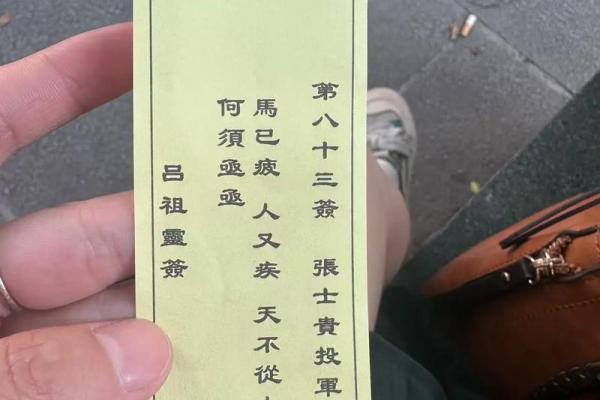 第八十三簽 張士貴投軍
馬已疲 人又疾 天不從
何須亟亟
呂祖靈簽